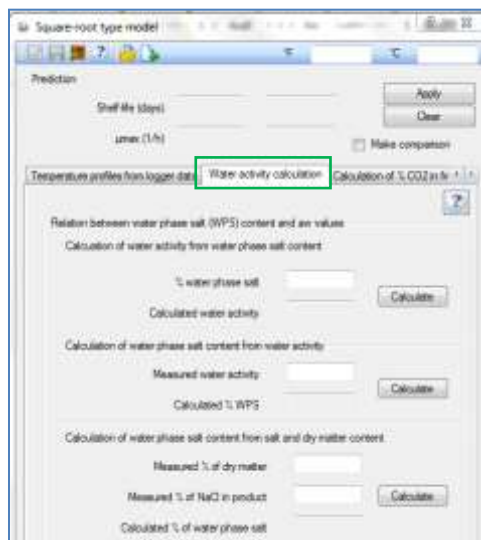 Square-root type model
?
°F °C
Prediction
Apply
Shelf life (days)
Clear
µmax (1/h)
Make comparison
Temperature profiles from logger data Water activity calculation Calculation of % CO2 in
?
Relation between water phase salt (WPS) content and aw values
Calculation of water activity from water phase salt content
% water phase salt
Calculate
Calculated water activity
Calculation of water phase salt content from water activity
Measured water activity
Calculate
Calculated % WPS
Calculation of water phase salt content from salt and dry matter content
Measured % of dry matter
Measured % of NaCl in product Calculate
Calculated % of water phase salt